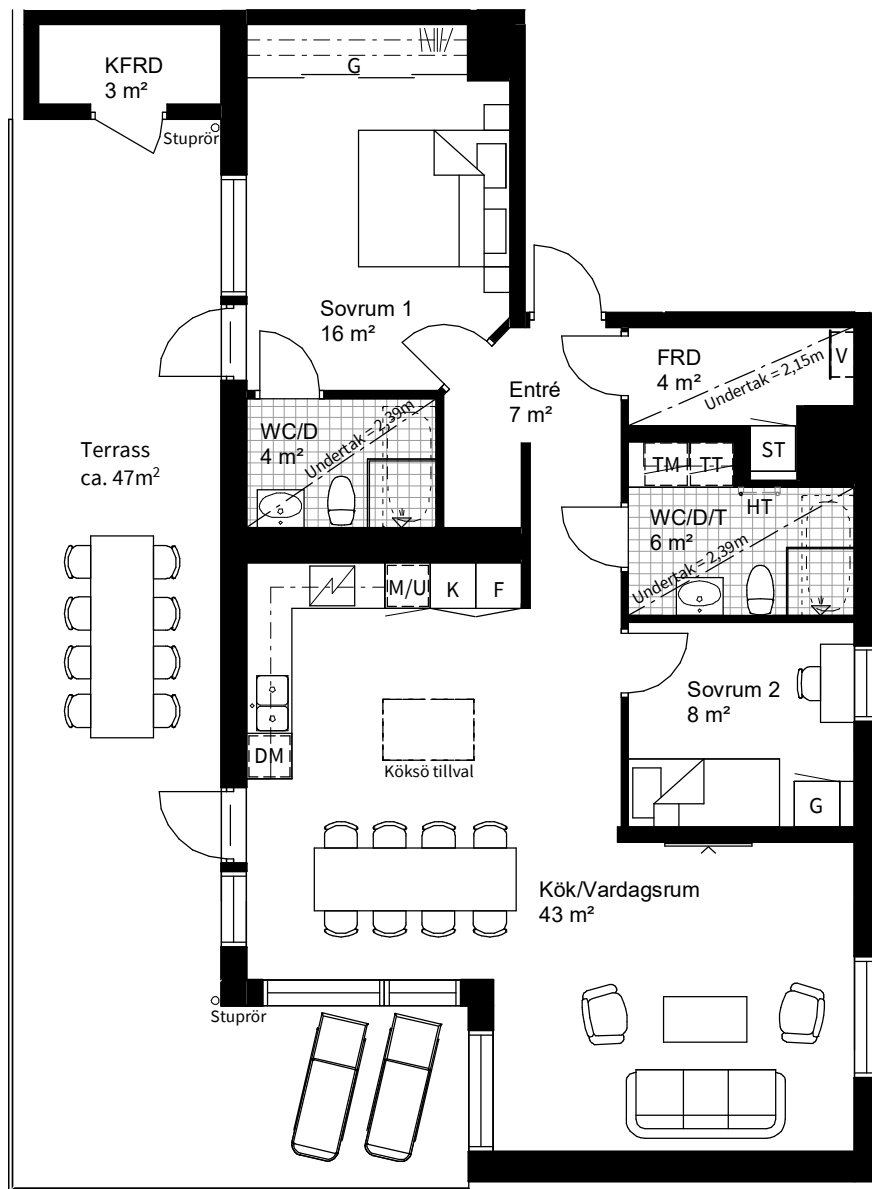 KFRD
3 m²
G
Stuprör
Sovrum 1
16 m²
FRD
4 m²
V
Undertak = 2,15m
Entré
7 m²
WC/D
4 m²
Undertak = 2,39m
Terrass
ca. 47m²
ST
TM
TT
HT
WC/D/T
6 m²
Undertak = 2,39m
M/U
K
F
Sovrum 2
8 m²
DM
Köksö tillval
G
Kök/Vardagsrum
43 m²
Stuprör